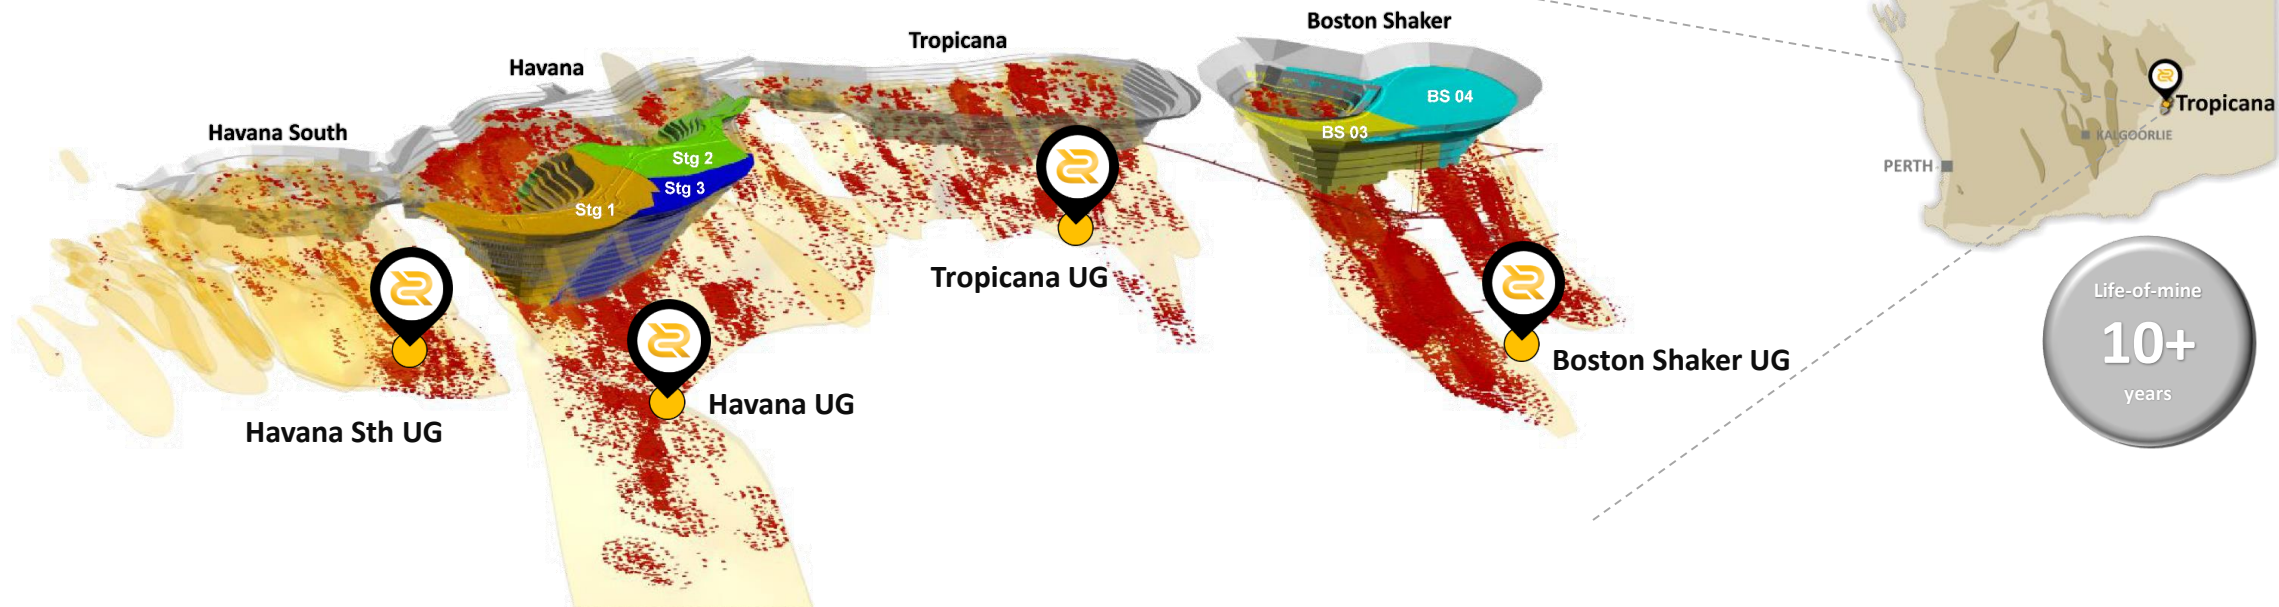 Boston Shaker
Tropicana
Havana
Havana South
BS 04
BS 03
Stg 2
Stg 3
Stg 1
Tropicana UG
Boston Shaker UG
Havana UG
Havana Sth UG
Tropicana
KALGOORLIE
PERTH
Life-of-mine
10+
years